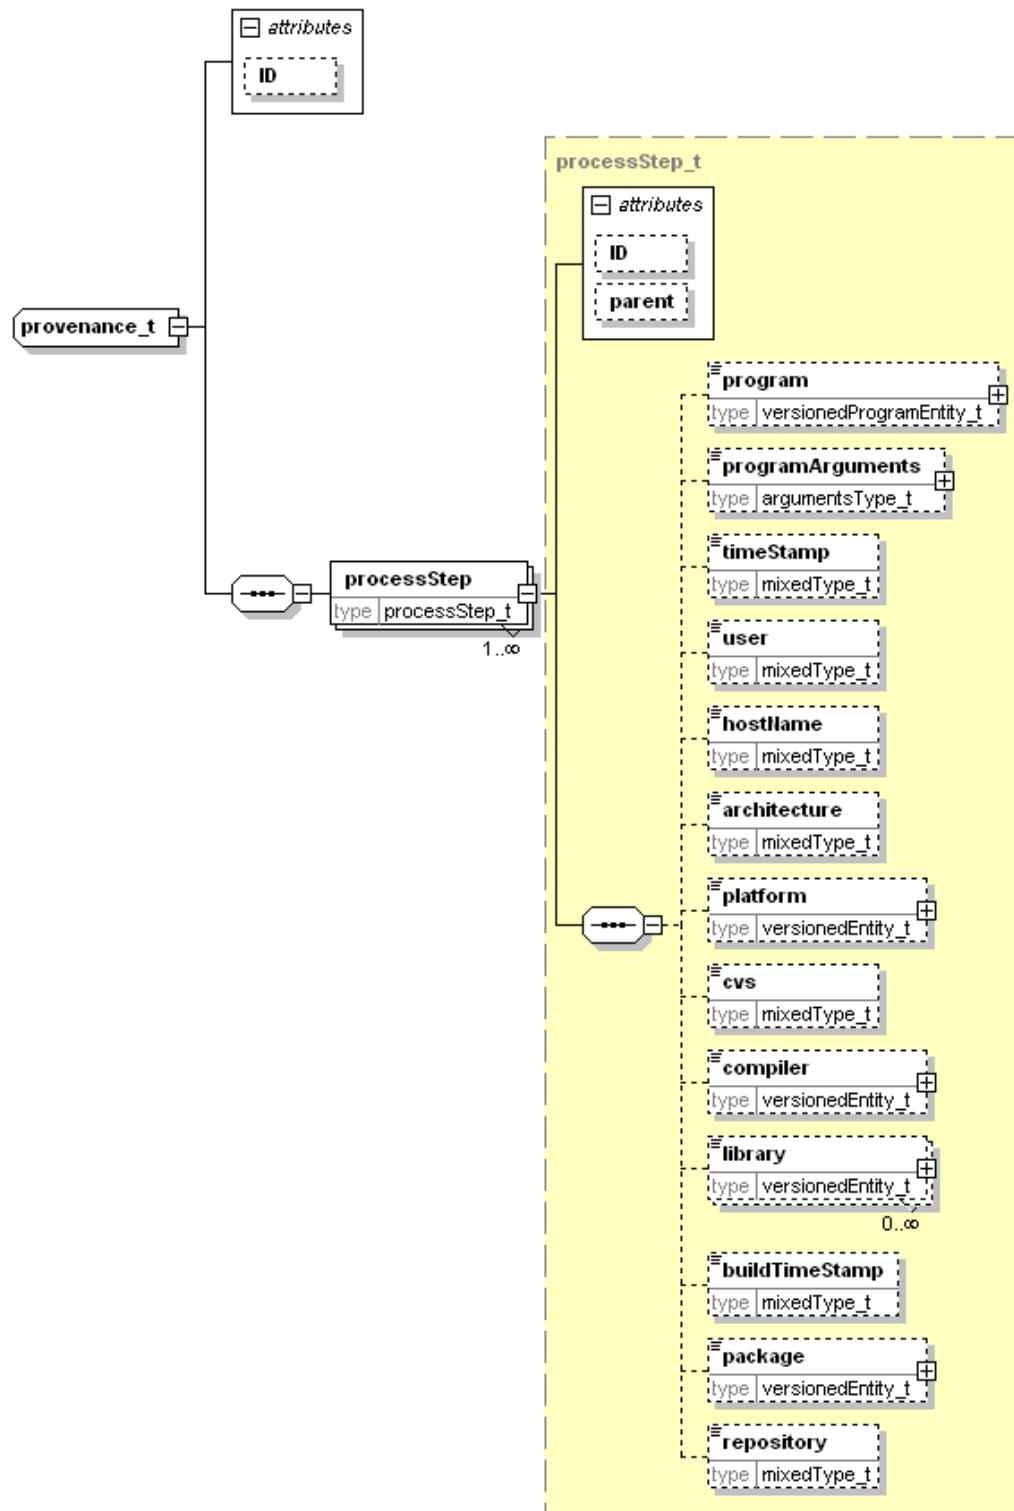 attributes
ID
processStep_t
attributes
ID
parent
provenance_t
program
type versionedProgramEntity_t
programArguments
type argumentsType_t
timeStamp
type mixedType_t
processStep
type processStep_t
1..∞
user
type mixedType_t
hostName
type mixedType_t
architecture
type mixedType_t
platform
type versionedEntity_t
cvs
type mixedType_t
compiler
type versionedEntity_t
library
type versionedEntity_t
0..∞
buildTimeStamp
type mixedType_t
package
type versionedEntity_t
repository
type mixedType_t